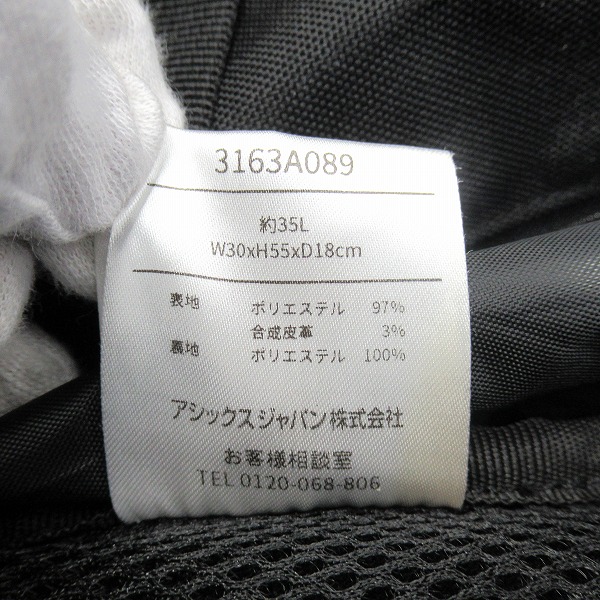 3163A089
約35L
W30xH55xD18cm
表地 ポリエステル 97%
合成皮革 3%
裏地 ポリエステル 100%
アシックスジャパン株式会社
お客様相談室
TEL 0120-068-806